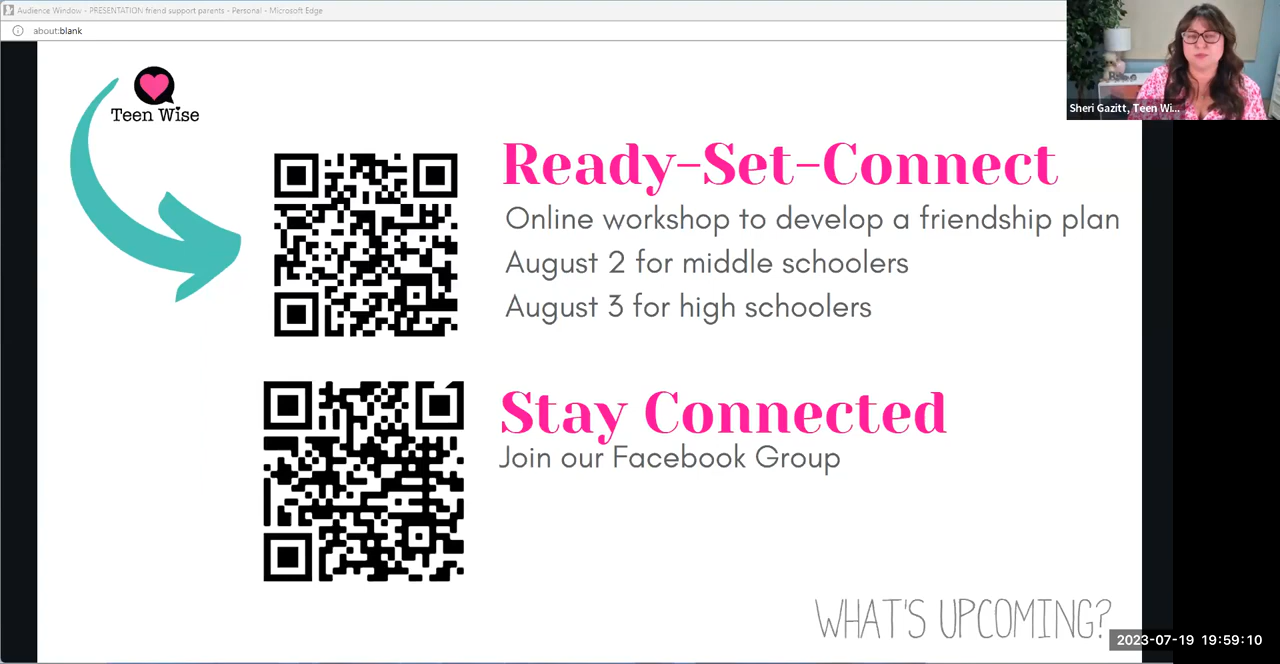 Audience Window - PRESENTATION friend support parents - Personal - Microsoft Edge
about:blank
Sheri Gazitt, Teen Wi...
Teen Wise
Ready-Set-Connect
Online workshop to develop a friendship plan
August 2 for middle schoolers
August 3 for high schoolers
Stay Connected
Join our Facebook Group
WHAT'S UPCOMING?
2023-07-19 19:59:10